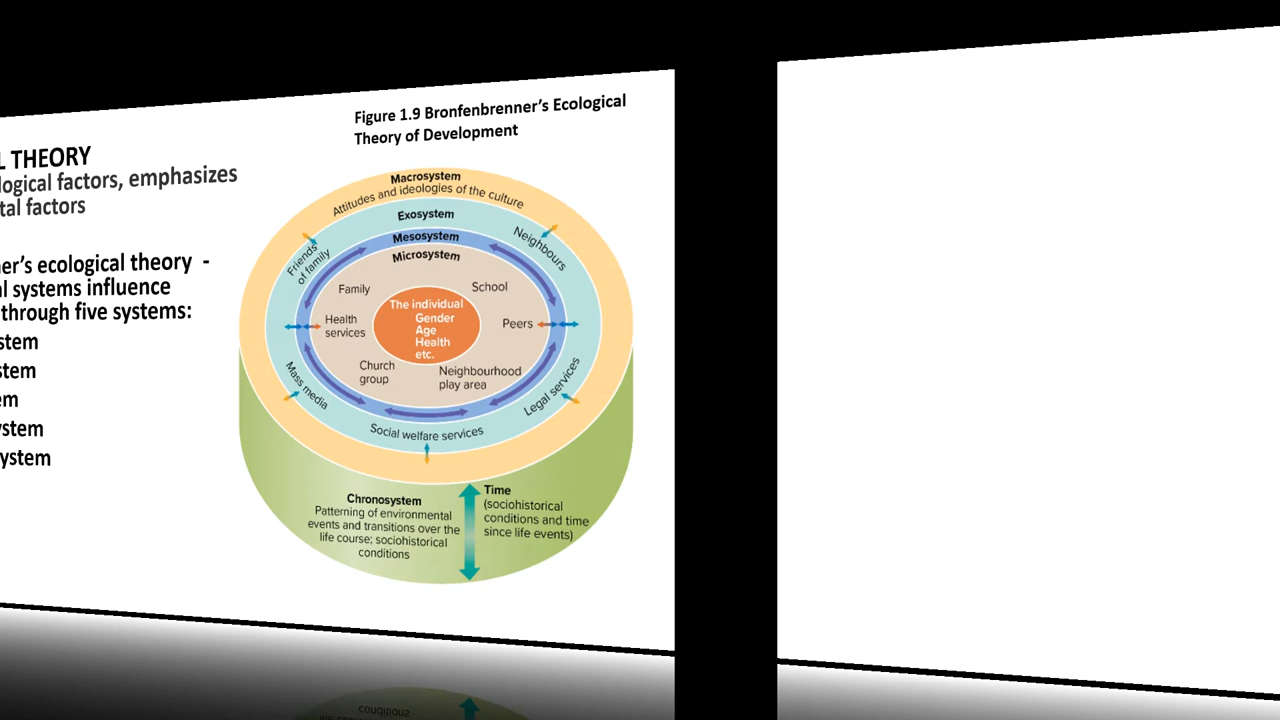 L THEORY
logical factors, emphasizes
tal factors
ner's ecological theory -
al systems influence
through five systems:
stem
stem
em
ystem
ystem
Figure 1.9 Bronfenbrenner's Ecological
Theory of Development
Macrosystem
Attitudes and ideologies of the culture
Exosystem
Mesosystem
Microsystem
Friends
of family
Neighbours
Family
School
The individual
Gender
Age
Health
etc.
Health
services
Peers
Church
group
Neighbourhood
play area
Mass media
Legal services
Social welfare services
Chronosystem
Patterning of environmental
events and transitions over the
life course; sociohistorical
conditions
Time
(sociohistorical
conditions and time
since life events)